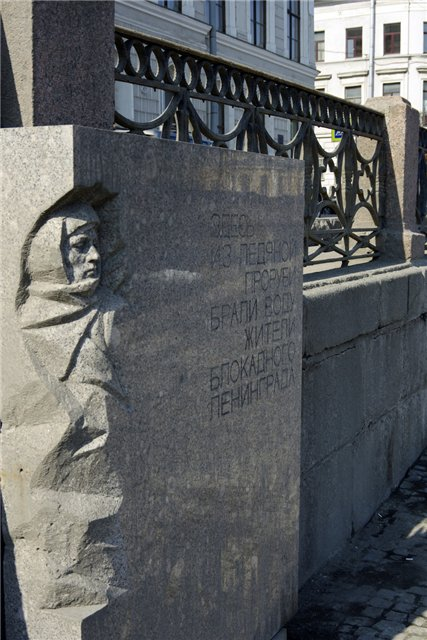 ЗДЕСЬ
ИЗ ЛЕДЯНОЙ
ПРОРУБИ
БРАЛИ ВОДУ
ЖИТЕЛИ
БЛОКАДНОГО
ЛЕНИНГРАДА